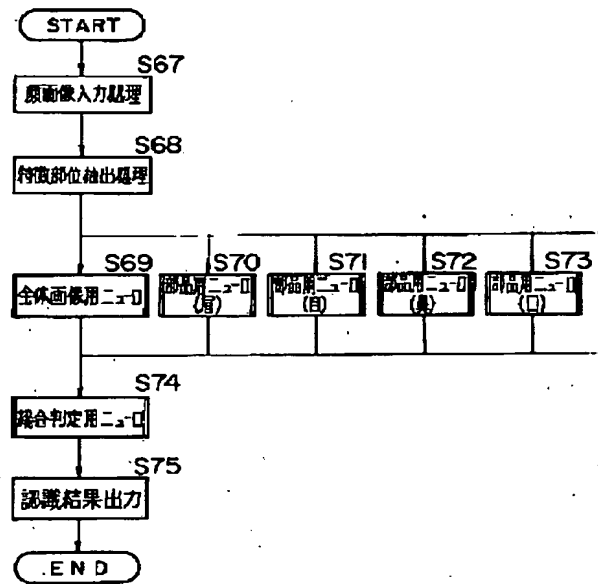 START
S67
顔画像入力処理
S68
特徴部位抽出処理
S69
全体画像用ニューロ
S70
部品用ニューロ
(眉)
S71
部品用ニューロ
(目)
S72
部品用ニューロ
(鼻)
S73
部品用ニューロ
(口)
S74
総合判定用ニューロ
S75
認識結果出力
END